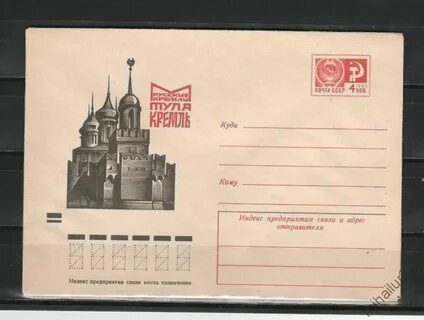 РУССКИЕ
КРЕМЛИ
ТУЛА
КРЕМЛЬ
ПОЧТА СССР
4
КОП.
Куда
Кому
Индекс предприятия связи и адрес
отправителя
Индекс предприятия связи места назначения